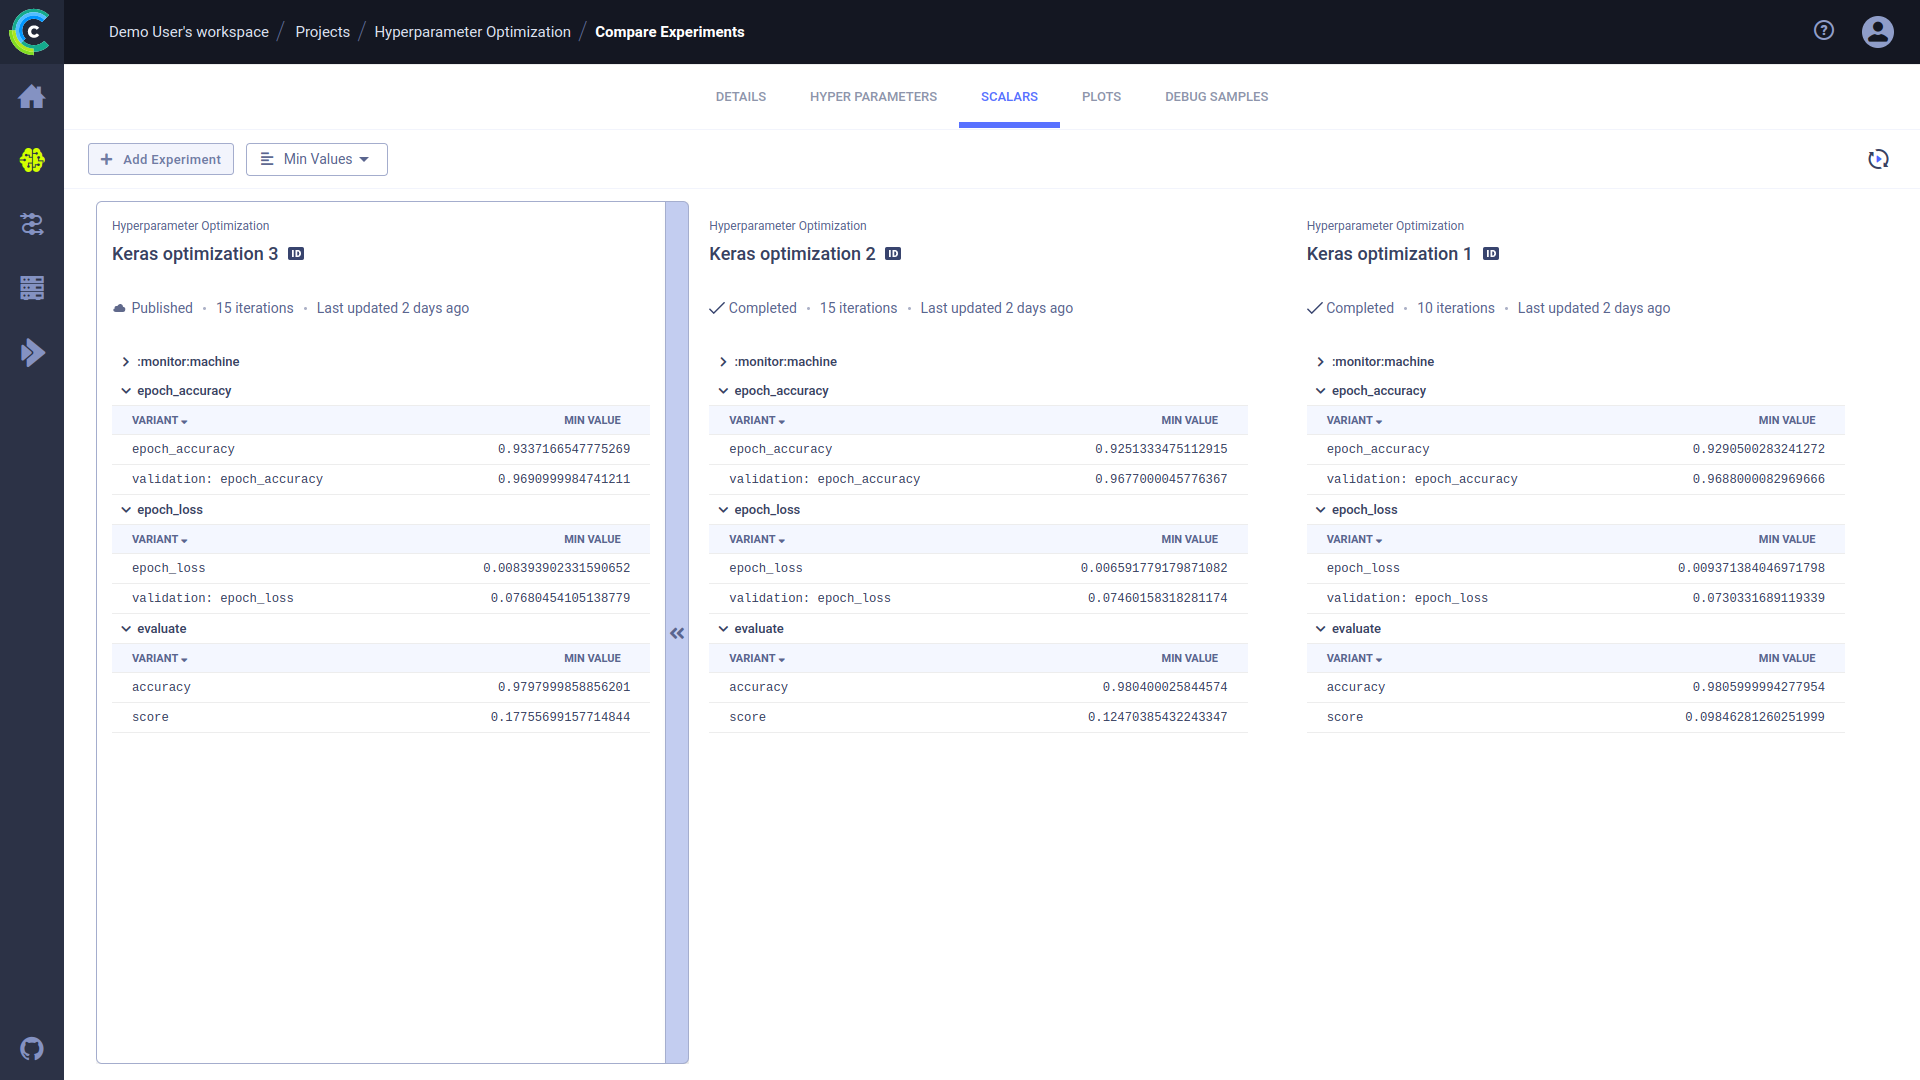 Demo User's workspace / Projects / Hyperparameter Optimization / Compare Experiments
DETAILS HYPER PARAMETERS SCALARS PLOTS DEBUG SAMPLES
+ Add Experiment Min Values
Hyperparameter Optimization
Keras optimization 3 ID
Published · 15 iterations · Last updated 2 days ago
:monitor:machine
epoch_accuracy
VARIANT MIN VALUE
epoch_accuracy 0.9337166547775269
validation: epoch_accuracy 0.9690999984741211
epoch_loss
VARIANT MIN VALUE
epoch_loss 0.008393902331590652
validation: epoch_loss 0.07680454105138779
evaluate
VARIANT MIN VALUE
accuracy 0.9797999858856201
score 0.17755699157714844
Hyperparameter Optimization
Keras optimization 2 ID
Completed · 15 iterations · Last updated 2 days ago
:monitor:machine
epoch_accuracy
VARIANT MIN VALUE
epoch_accuracy 0.9251333475112915
validation: epoch_accuracy 0.9677000045776367
epoch_loss
VARIANT MIN VALUE
epoch_loss 0.006591779179871082
validation: epoch_loss 0.07460158318281174
evaluate
VARIANT MIN VALUE
accuracy 0.980400025844574
score 0.12470385432243347
Hyperparameter Optimization
Keras optimization 1 ID
Completed · 10 iterations · Last updated 2 days ago
:monitor:machine
epoch_accuracy
VARIANT MIN VALUE
epoch_accuracy 0.9290500283241272
validation: epoch_accuracy 0.9688000082969666
epoch_loss
VARIANT MIN VALUE
epoch_loss 0.009371384046971798
validation: epoch_loss 0.0730331689119339
evaluate
VARIANT MIN VALUE
accuracy 0.9805999994277954
score 0.09846281260251999